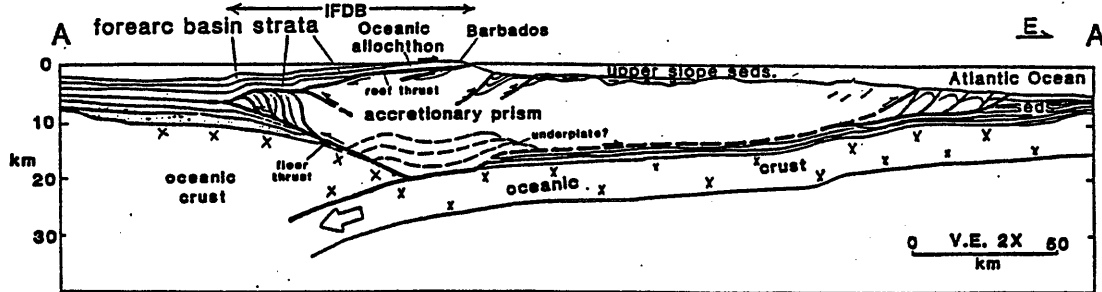 IFDB
A
forearc basin strata
Oceanic
allochthon
Barbados
E.
A
0
roof thrust
upper slope seds.
Atlantic Ocean
accretionary prism
seds
10
underplate?
km
floor
thrust
oceanic
crust
20
oceanic
crust
30
0 V.E. 2X 50
km